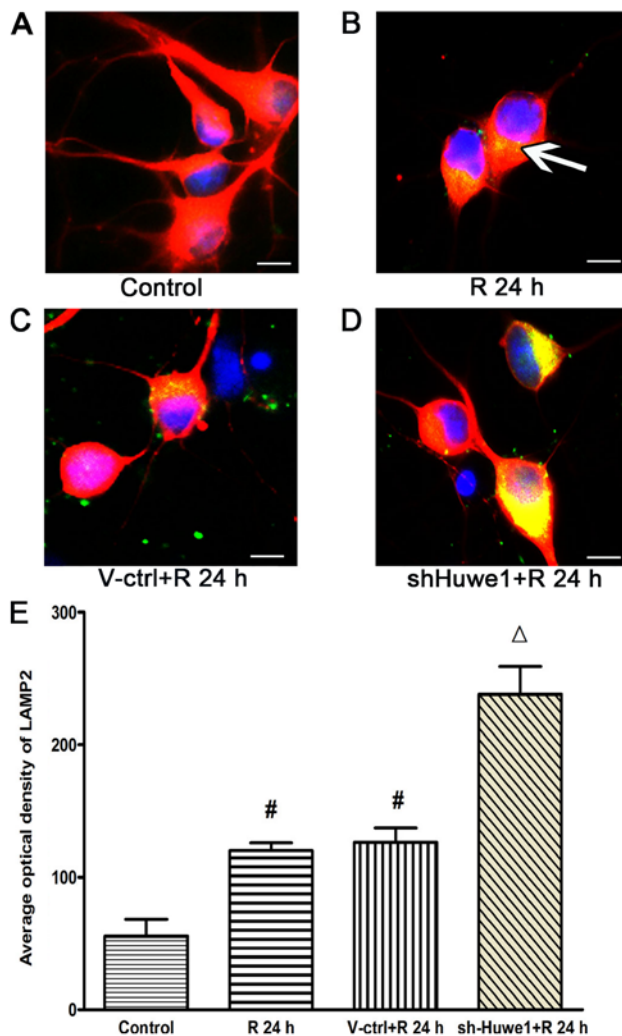 A
B
Control
R 24 h
C
D
V-ctrl+R 24 h
shHuwe1+R 24 h
E
Average optical density of LAMP2
300
200
100
0
#
#
△
Control
R 24 h
V-ctrl+R 24 h
sh-Huwe1+R 24 h